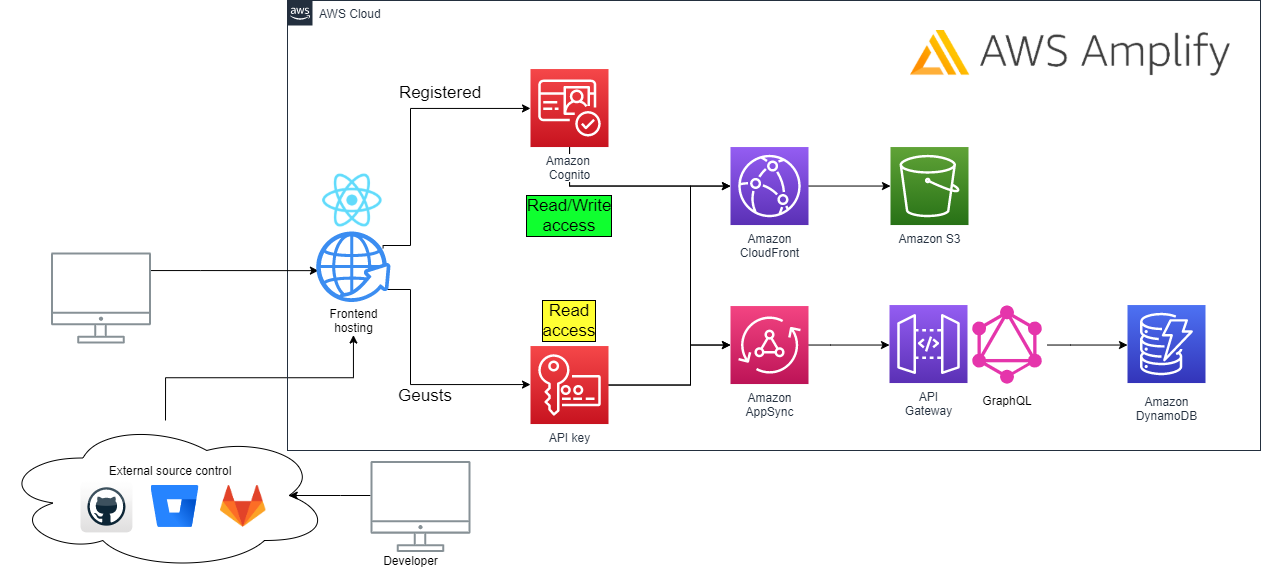 aws
AWS Cloud
AWS Amplify
Registered
Amazon
Cognito
Read/Write
access
Amazon
CloudFront
Amazon S3
Frontend
hosting
Read
access
Geusts
API key
Amazon
AppSync
API
Gateway
GraphQL
Amazon
DynamoDB
External source control
Developer